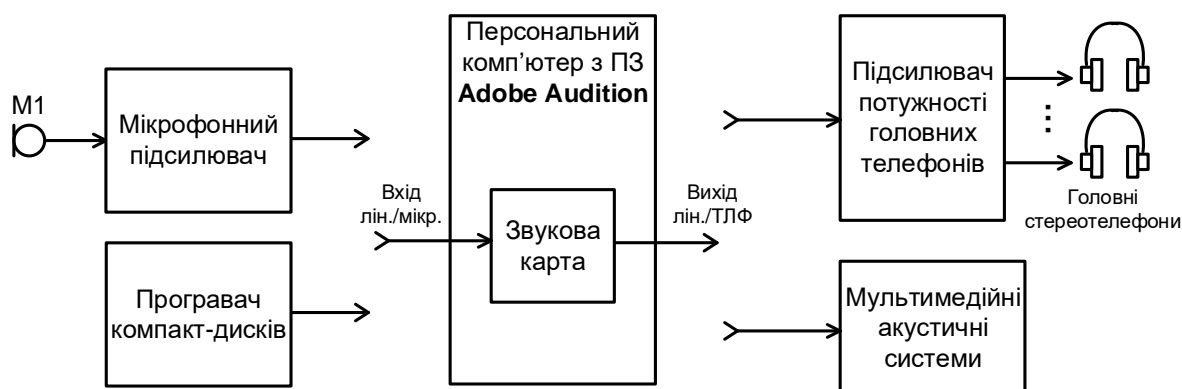 M1
Мікрофонний
підсилювач
Програвач
компакт-дисків
Вхід
лін./мікр.
Персональний
комп’ютер з ПЗ
Adobe Audition
Звукова
карта
Вихід
лін./ТЛФ
Підсилювач
потужності
головних
телефонів
Головні
стереотелефони
Мультимедійні
акустичні
системи